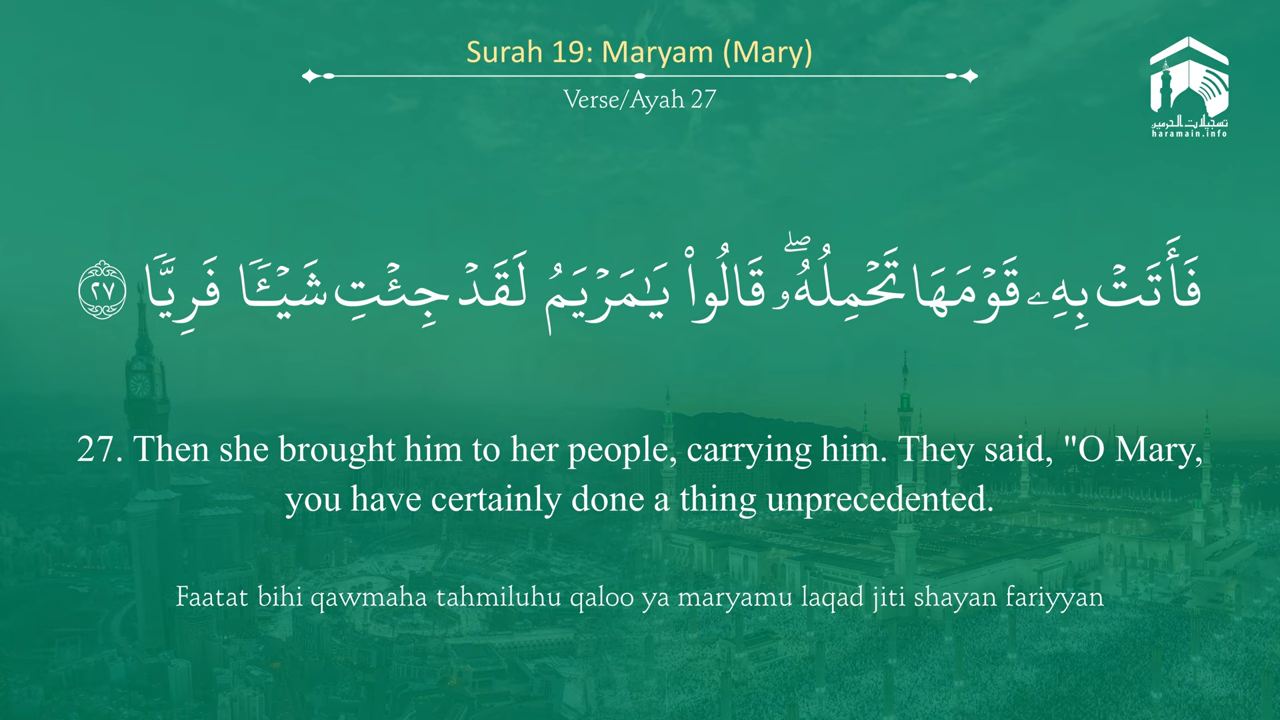 Surah 19: Maryam (Mary)
Verse/Ayah 27
تسجيلات الحرمين
haramain.info
فَأَتَتۡ بِهِۦ قَوۡمَهَا تَحۡمِلُهُۥۖ قَالُواْ يَٰمَرۡيَمُ لَقَدۡ جِئۡتِ شَيۡـٔٗا فَرِيّٗا ٢٧
27. Then she brought him to her people, carrying him. They said, "O Mary,
you have certainly done a thing unprecedented.
Faatat bihi qawmaha tahmiluhu qaloo ya maryamu laqad jiti shayan fariyyan